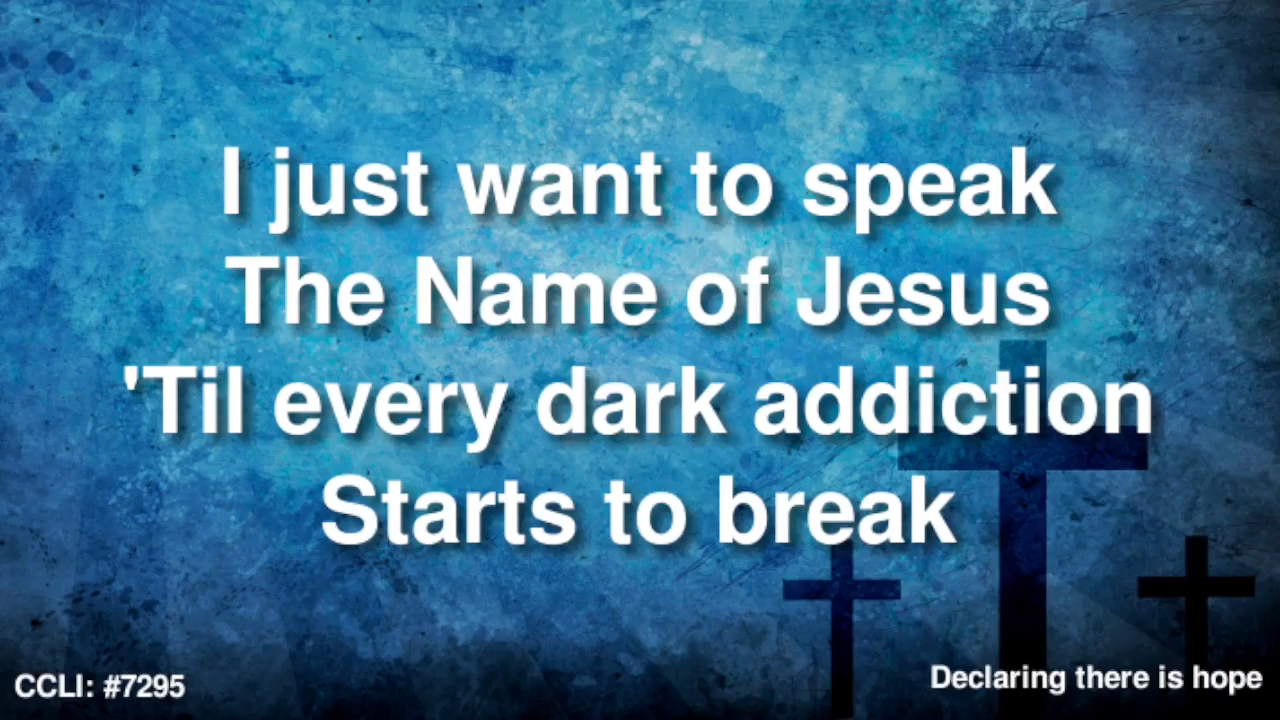 I just want to speak
The Name of Jesus
'Til every dark addiction
Starts to break
CCLI: #7295
Declaring there is hope